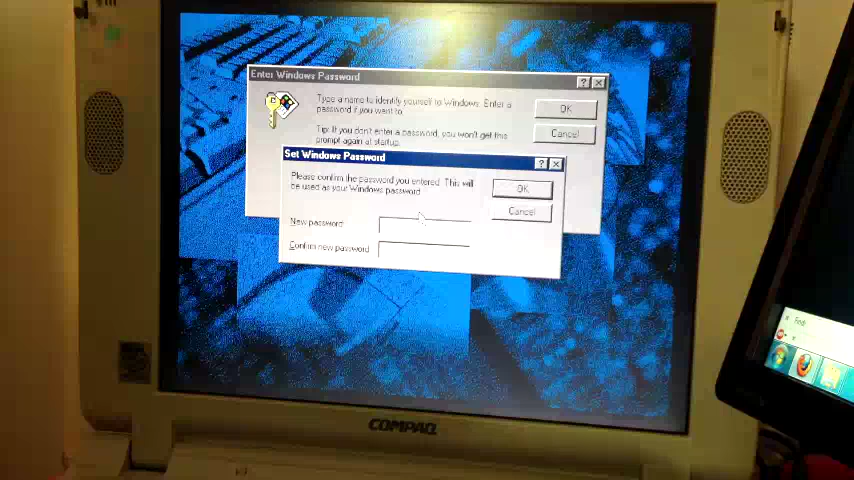 Enter Windows Password
Type a name to identify yourself to Windows. Enter a
password if you want to.
OK
Tip: If you don't enter a password, you won't get this
prompt again at startup.
Cancel
Set Windows Password
Please confirm the password you entered. This will
be used as your Windows password.
OK
Cancel
New password:
Confirm new password:
COMPAQ
Find: